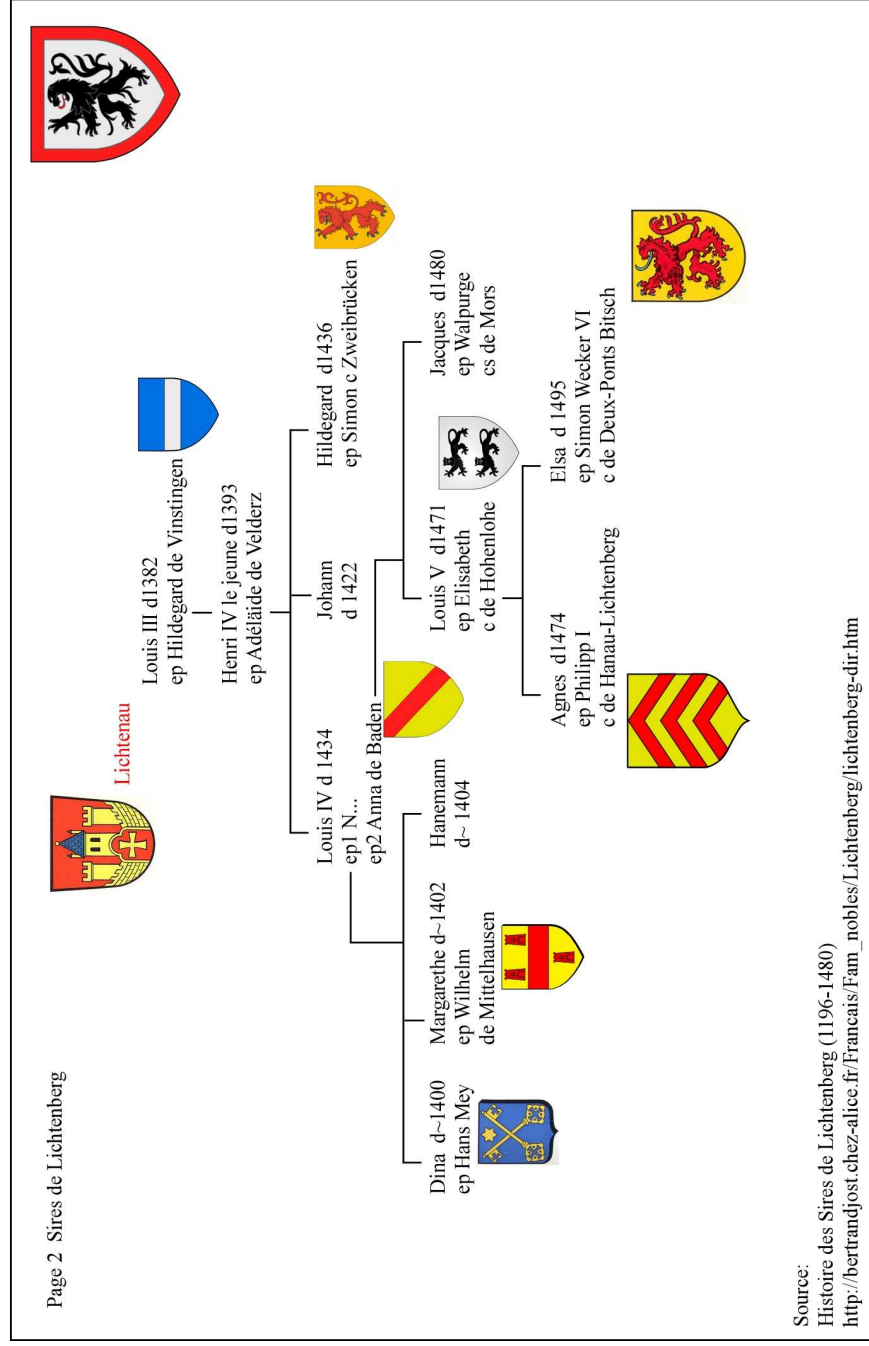 Page 2 Sires de Lichtenberg
Lichtenau
Louis III d1382
ep Hildegard de Vinstingen
Henri IV le jeune d1393
ep Adéläide de Velderz
Louis IV d 1434
ep1 N...
ep2 Anna de Baden
Johann
d 1422
Hildegard d1436
ep Simon c Zweibrücken
Dina d~1400
ep Hans Mey
Margarethe d~1402
ep Wilhelm
de Mittelhausen
Hanemann
d~ 1404
Louis V d1471
ep Elisabeth
c de Hohenlohe
Jacques d1480
ep Walpurge
cs de Mors
Agnes d1474
ep Philipp I
c de Hanau-Lichtenberg
Elsa d 1495
ep Simon Wecker VI
c de Deux-Ponts Bitsch
Source:
Histoire des Sires de Lichtenberg (1196-1480)
http://bertrandjost.chez-alice.fr/Francais/Fam_nobles/Lichtenberg/lichtenberg-dir.htm